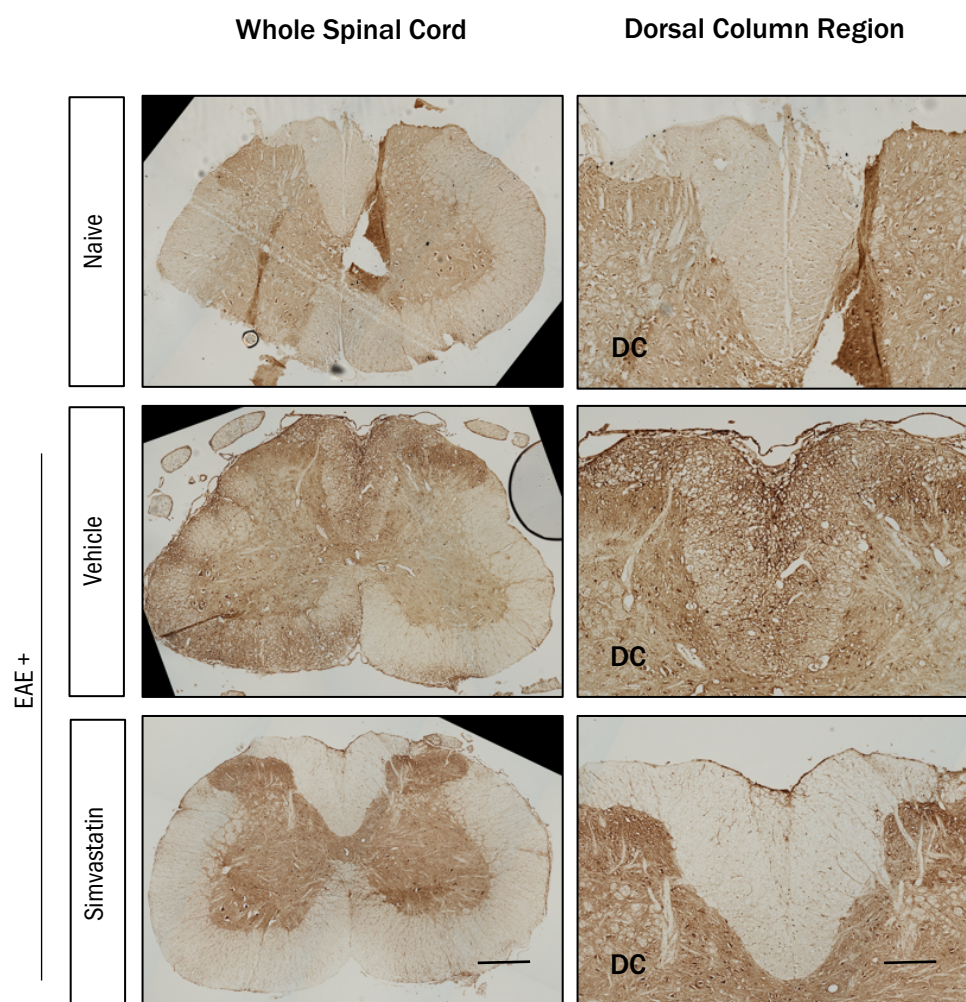 Whole Spinal Cord
Dorsal Column Region
Naive
DC
EAE +
Vehicle
DC
Simvastatin
DC